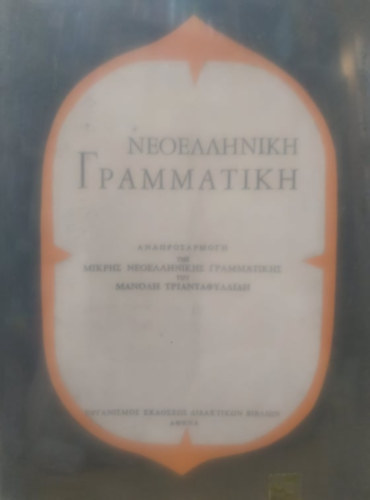 ΝΕΟΕΛΛΗΝΙΚΗ
ΓΡΑΜΜΑΤΙΚΗ
ΑΝΑΠΡΟΣΑΡΜΟΓΗ
της
ΜΙΚΡΗΣ ΝΕΟΕΛΛΗΝΙΚΗΣ ΓΡΑΜΜΑΤΙΚΗΣ
του
ΜΑΝΟΛΗ ΤΡΙΑΝΤΑΦΥΛΛΙΔΗ
ΟΡΓΑΝΙΣΜΟΣ ΕΚΔΟΣΕΩΣ ΔΙΔΑΚΤΙΚΩΝ ΒΙΒΛΙΩΝ
ΑΘΗΝΑ